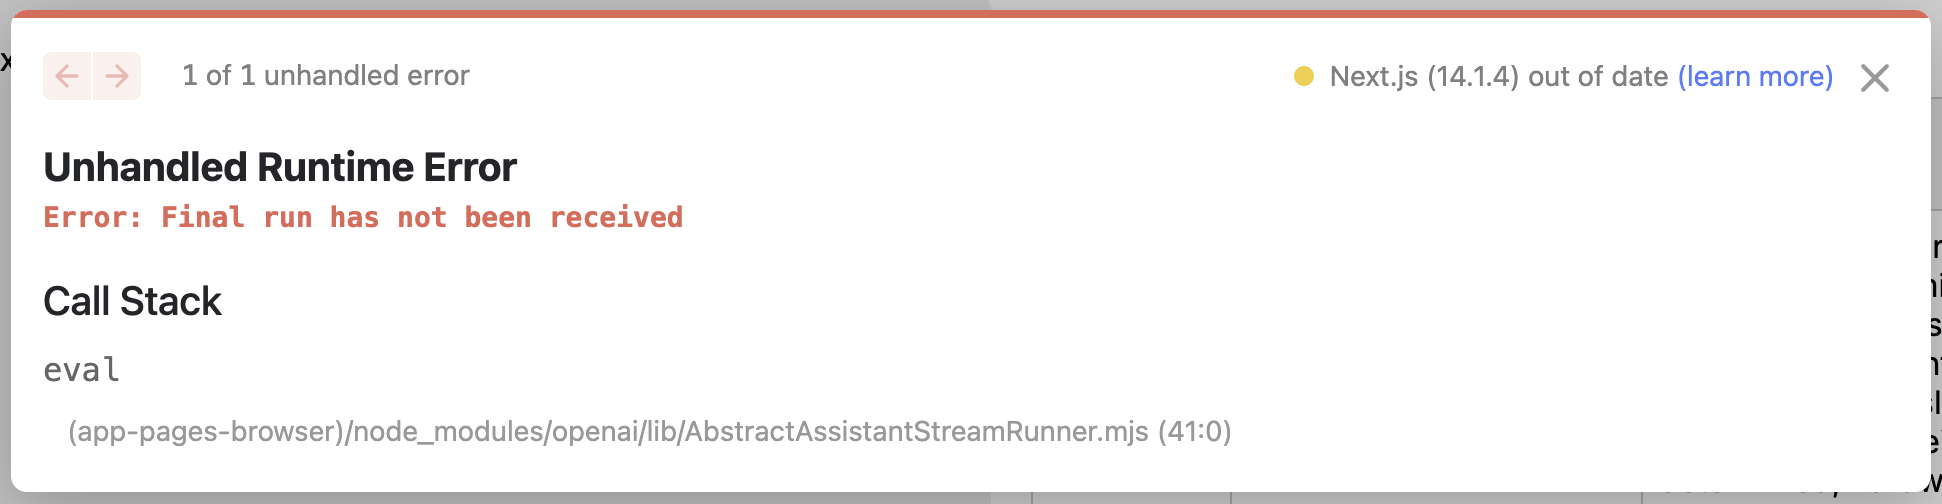 1 of 1 unhandled error
Next.js (14.1.4) out of date (learn more)
Unhandled Runtime Error
Error: Final run has not been received
Call Stack
eval
(app-pages-browser)/node_modules/openai/lib/AbstractAssistantStreamRunner.mjs (41:0)